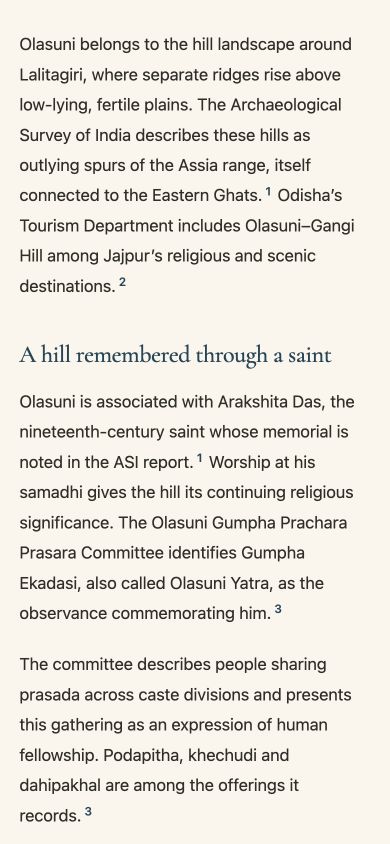 Olasuni belongs to the hill landscape around
Lalitagiri, where separate ridges rise above
low-lying, fertile plains. The Archaeological
Survey of India describes these hills as
outlying spurs of the Assia range, itself
connected to the Eastern Ghats. 1 Odisha’s
Tourism Department includes Olasuni–Gangi
Hill among Jajpur’s religious and scenic
destinations. 2
A hill remembered through a saint
Olasuni is associated with Arakshita Das, the
nineteenth-century saint whose memorial is
noted in the ASI report. 1 Worship at his
samadhi gives the hill its continuing religious
significance. The Olasuni Gumpha Prachara
Prasara Committee identifies Gumpha
Ekadasi, also called Olasuni Yatra, as the
observance commemorating him. 3
The committee describes people sharing
prasada across caste divisions and presents
this gathering as an expression of human
fellowship. Podapitha, khechudi and
dahipakhal are among the offerings it
records. 3